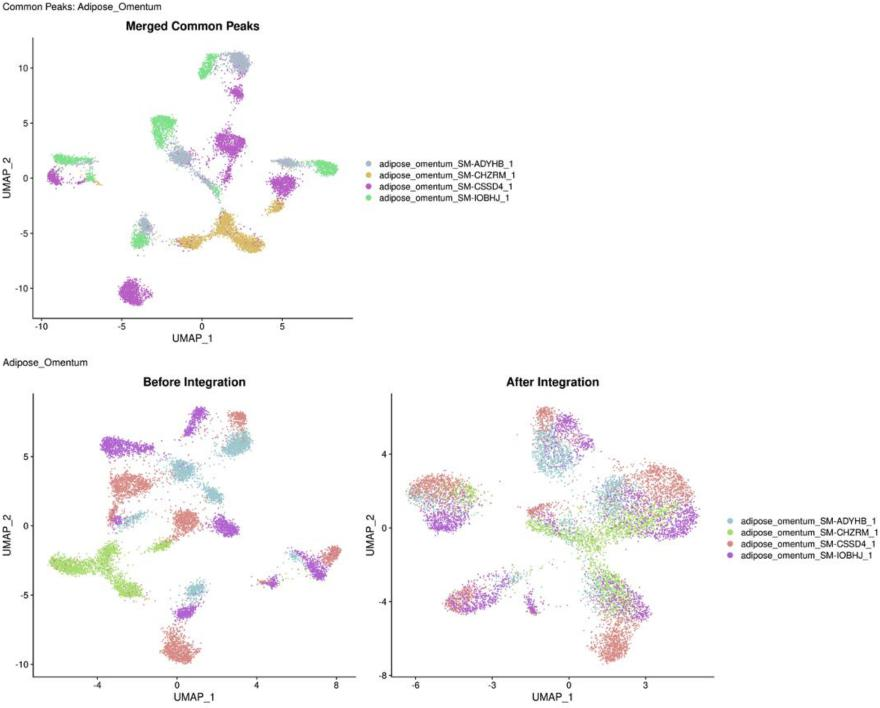 Common Peaks: Adipose_Omentum
Merged Common Peaks
10
5
0
-5
-10
UMAP_2
-10 -5 0 5
UMAP_1
adipose_omentum_SM-ADYHB_1
adipose_omentum_SM-CHZRM_1
adipose_omentum_SM-CSSD4_1
adipose_omentum_SM-IOBHJ_1
Adipose_Omentum
Before Integration
5
0
-5
-10
UMAP_2
-4 0 4 8
UMAP_1
After Integration
4
0
-4
-8
UMAP_2
-6 -3 0 3
UMAP_1
adipose_omentum_SM-ADYHB_1
adipose_omentum_SM-CHZRM_1
adipose_omentum_SM-CSSD4_1
adipose_omentum_SM-IOBHJ_1